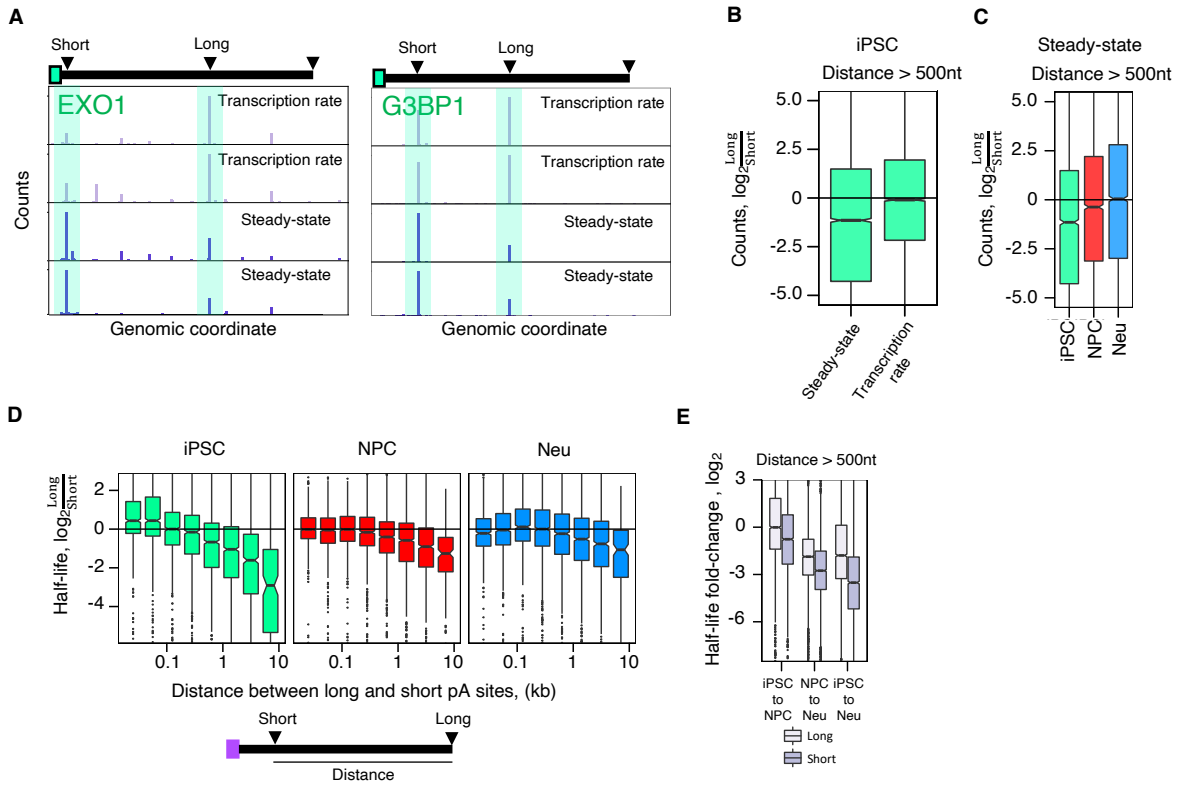 A
Short
Long
Short
Long
EXO1
Transcription rate
Transcription rate
Steady-state
Steady-state
G3BP1
Transcription rate
Transcription rate
Steady-state
Steady-state
Counts
Genomic coordinate
Genomic coordinate
B
iPSC
Distance > 500nt
Counts, log2 Long/Short
5.0
2.5
0
-2.5
-5.0
Steady-state
Transcription
rate
C
Steady-state
Distance > 500nt
Counts, log2 Long/Short
5.0
2.5
0
-2.5
-5.0
iPSC
NPC
Neu
D
iPSC
NPC
Neu
Half-life, log2 Long/Short
2
0
-2
-4
0.1
1
0.1
1
10
0.1
1
10
Distance between long and short pA sites, (kb)
Short
Long
Distance
E
Distance > 500nt
Half-life fold-change , log2
3
0
-3
-6
iPSC
to
NPC
NPC
to
Neu
iPSC
to
Neu
Long
Short